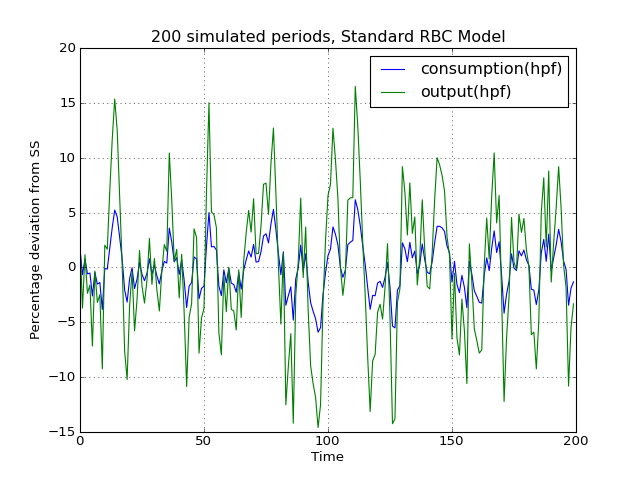 200 simulated periods, Standard RBC Model
consumption(hpf)
output(hpf)
Percentage deviation from SS
20
15
10
5
0
−5
−10
−15
0
50
100
150
200
Time